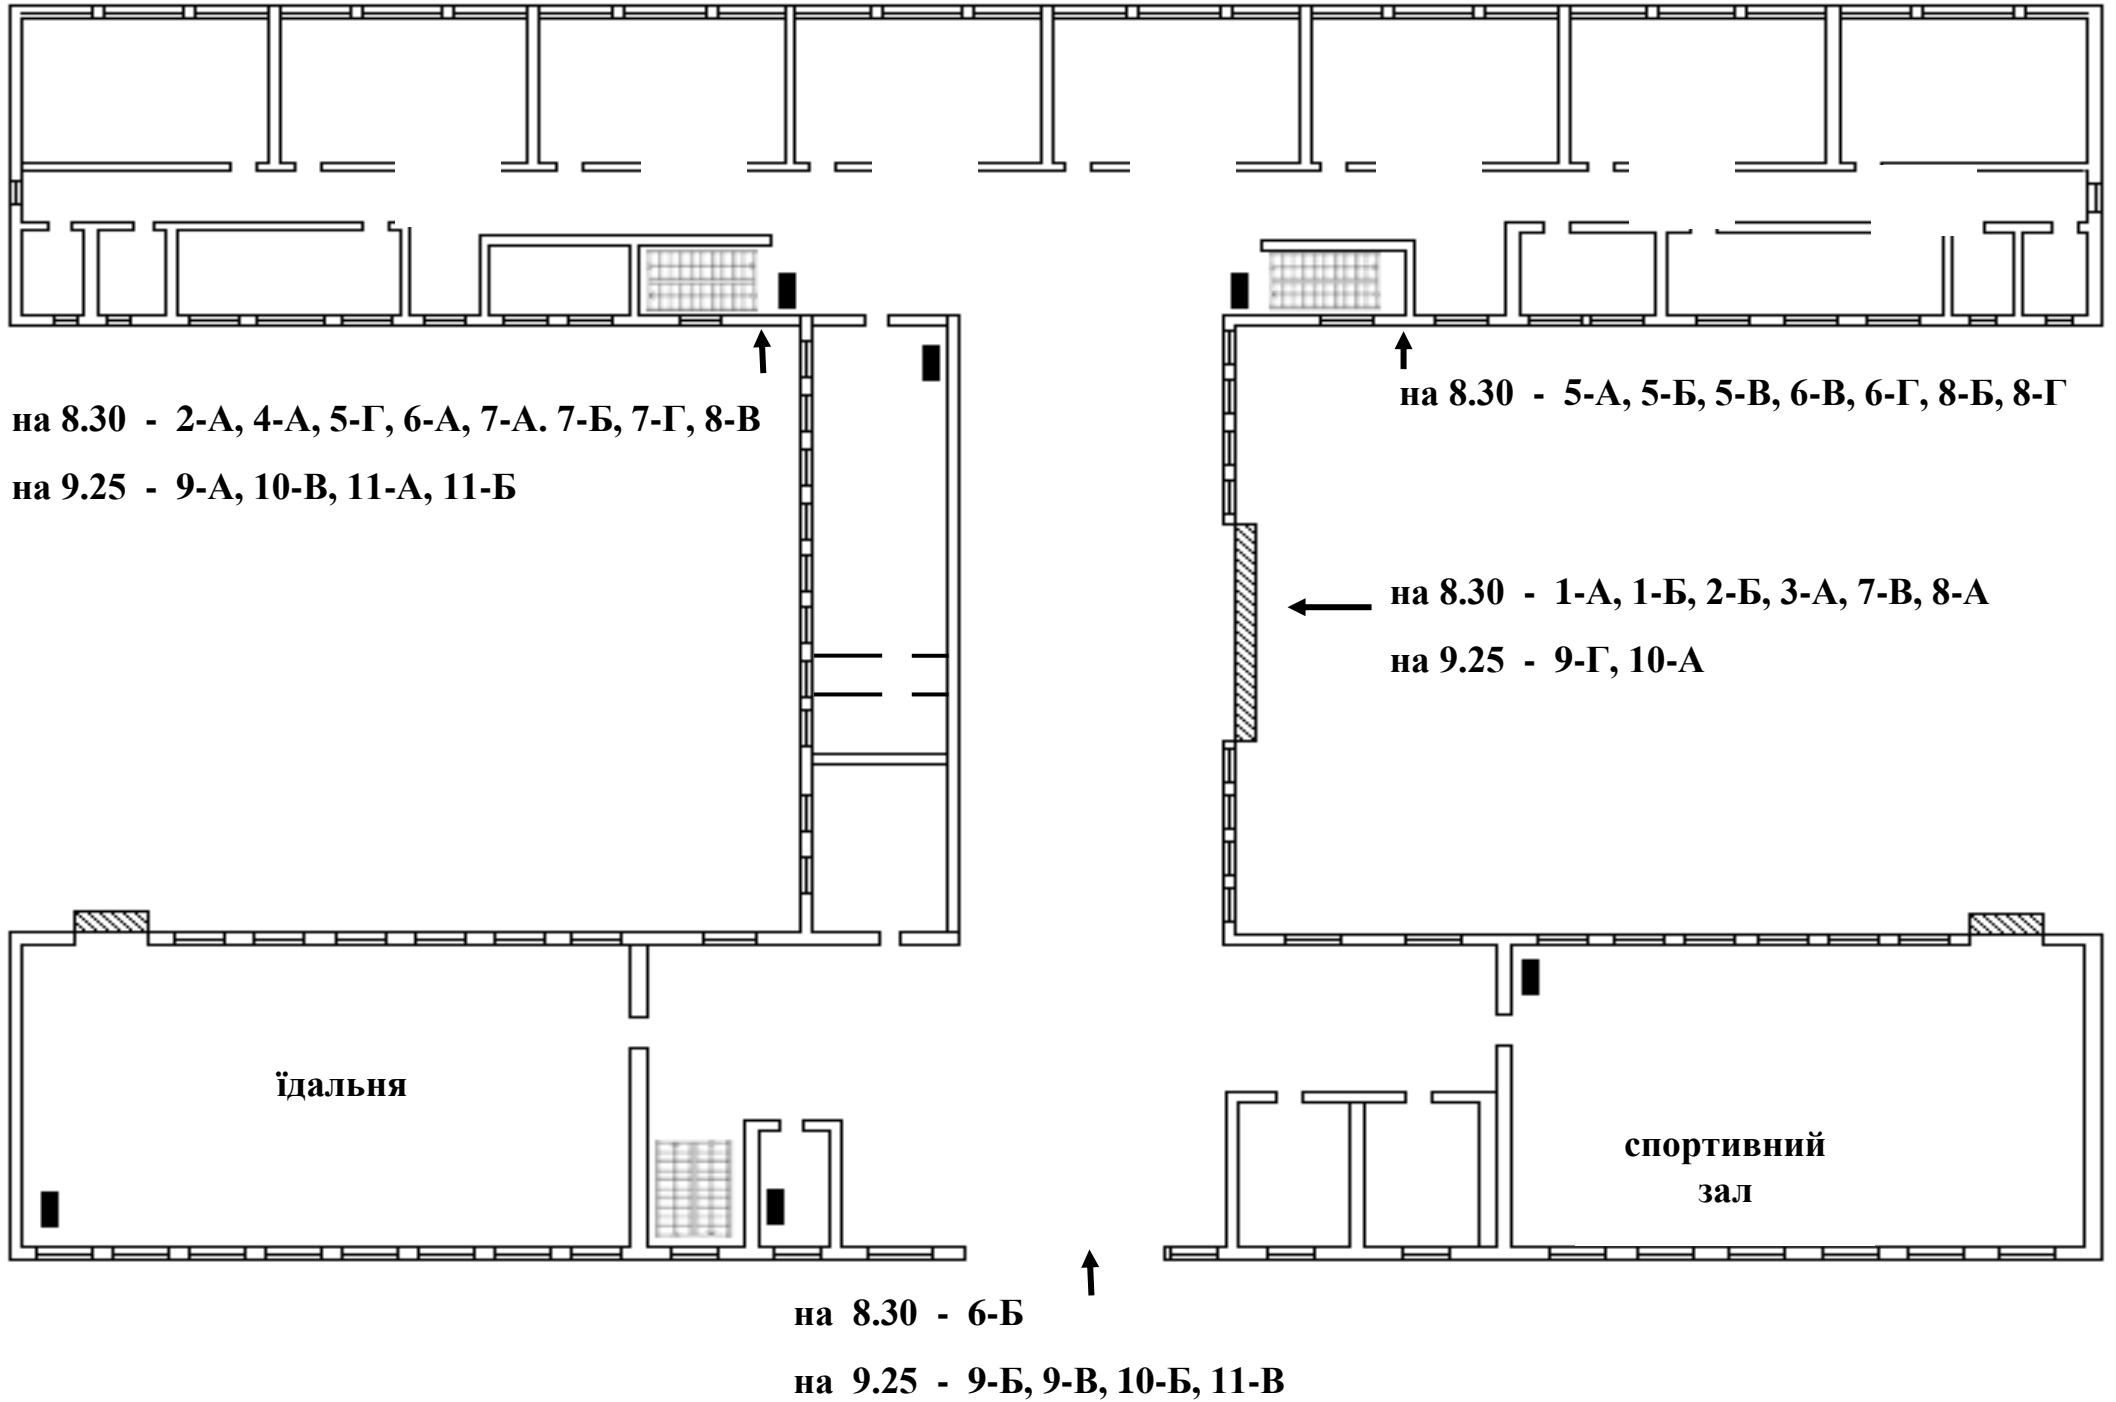 на 8.30 - 2-А, 4-А, 5-Г, 6-А, 7-А. 7-Б, 7-Г, 8-В
на 9.25 - 9-А, 10-В, 11-А, 11-Б
на 8.30 - 5-А, 5-Б, 5-В, 6-В, 6-Г, 8-Б, 8-Г
на 8.30 - 1-А, 1-Б, 2-Б, 3-А, 7-В, 8-А
на 9.25 - 9-Г, 10-А
їдальня
спортивний
зал
на 8.30 - 6-Б
на 9.25 - 9-Б, 9-В, 10-Б, 11-В